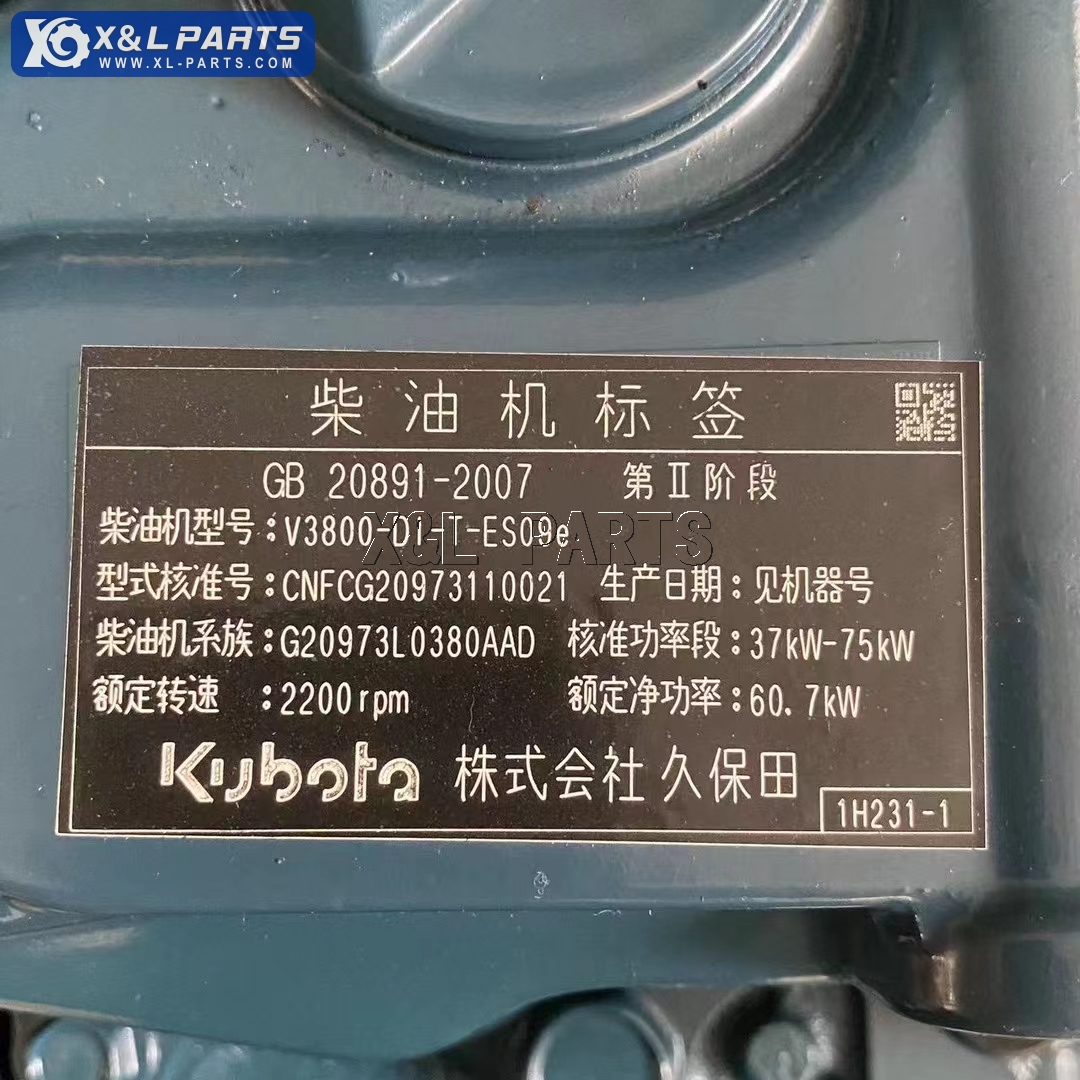 X&L PARTS
WWW.XL-PARTS.COM
柴油机标签
GB 20891-2007 第Ⅱ阶段
柴油机型号:V3800-DI-T-ES09e
X&L PARTS
型式核准号:CNFCG20973110021 生产日期:见机器号
柴油机系族:G20973L0380AAD 核准功率段:37kW-75kW
额定转速 :2200rpm 额定净功率:60.7kW
Kubota 株式会社久保田
1H231-1
X&L PARTS